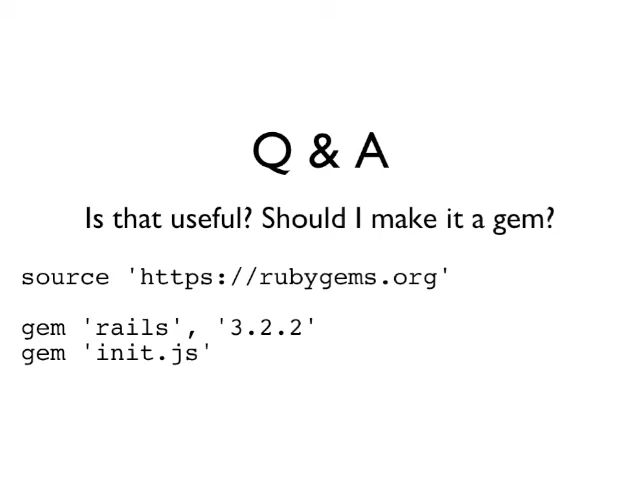 Q & A
Is that useful? Should I make it a gem?
source 'https://rubygems.org'
gem 'rails', '3.2.2'
gem 'init.js'